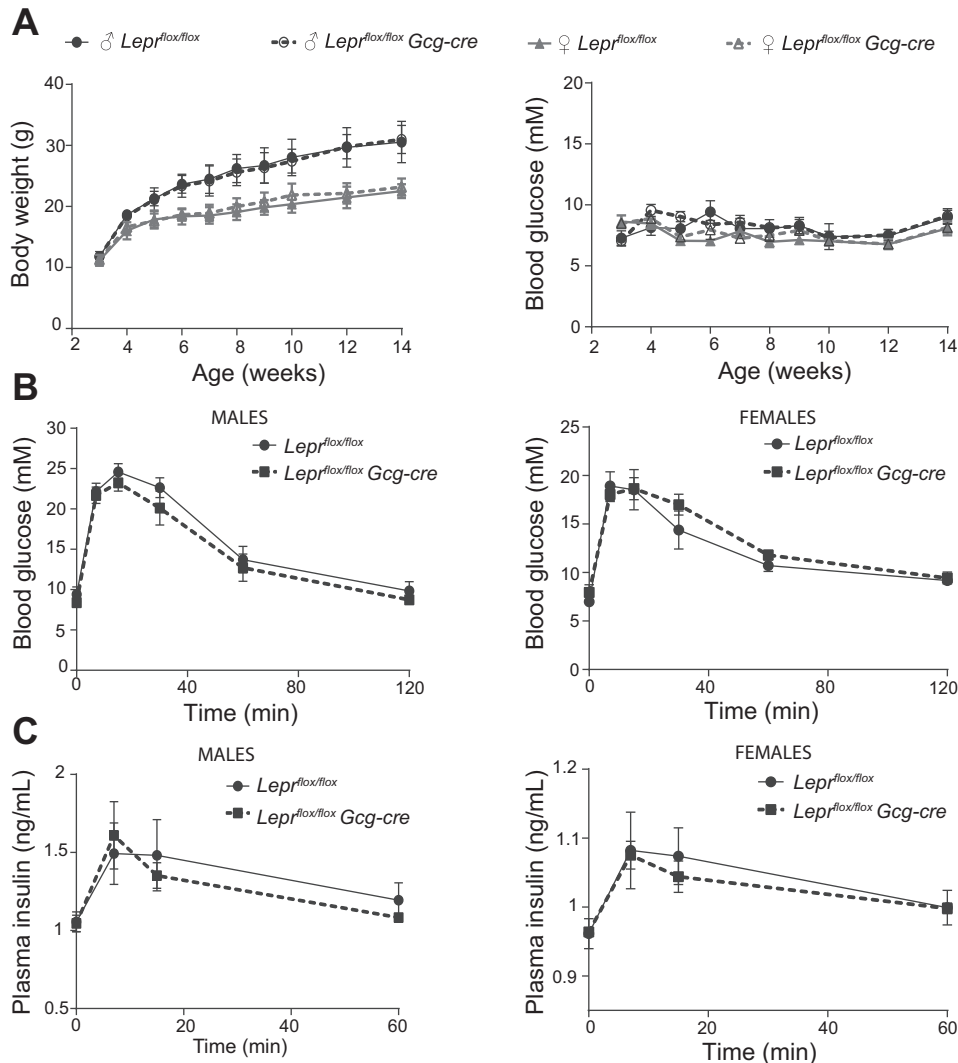 A
♂ Lepr^flox/flox ♂ Lepr^flox/flox Gcg-cre ♀ Lepr^flox/flox ♀ Lepr^flox/flox Gcg-cre
Body weight (g)
40
30
20
10
0
2 4 6 8 10 12 14
Age (weeks)
Blood glucose (mM)
20
15
10
5
0
2 4 6 8 10 12 14
Age (weeks)
B
MALES
Lepr^flox/flox
Lepr^flox/flox Gcg-cre
Blood glucose (mM)
30
25
20
15
10
5
0
0 40 80 120
Time (min)
FEMALES
Lepr^flox/flox
Lepr^flox/flox Gcg-cre
Blood glucose (mM)
25
20
15
10
5
0
0 40 80 120
Time (min)
C
MALES
Lepr^flox/flox
Lepr^flox/flox Gcg-cre
Plasma insulin (ng/mL)
2
1.5
1
0.5
0 20 40 60
Time (min)
FEMALES
Lepr^flox/flox
Lepr^flox/flox Gcg-cre
Plasma insulin (ng/mL)
1.2
1.1
1
0.9
0 20 40 60
Time (min)